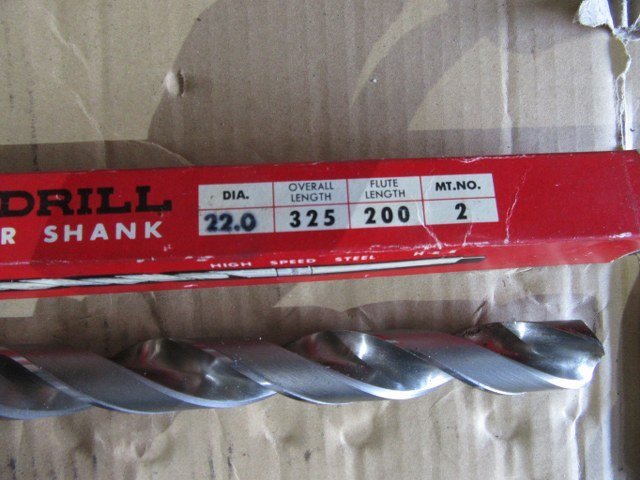 DRILL
R SHANK
DIA. OVERALL LENGTH FLUTE LENGTH MT.NO.
22.0 325 200 2
HIGH SPEED STEEL